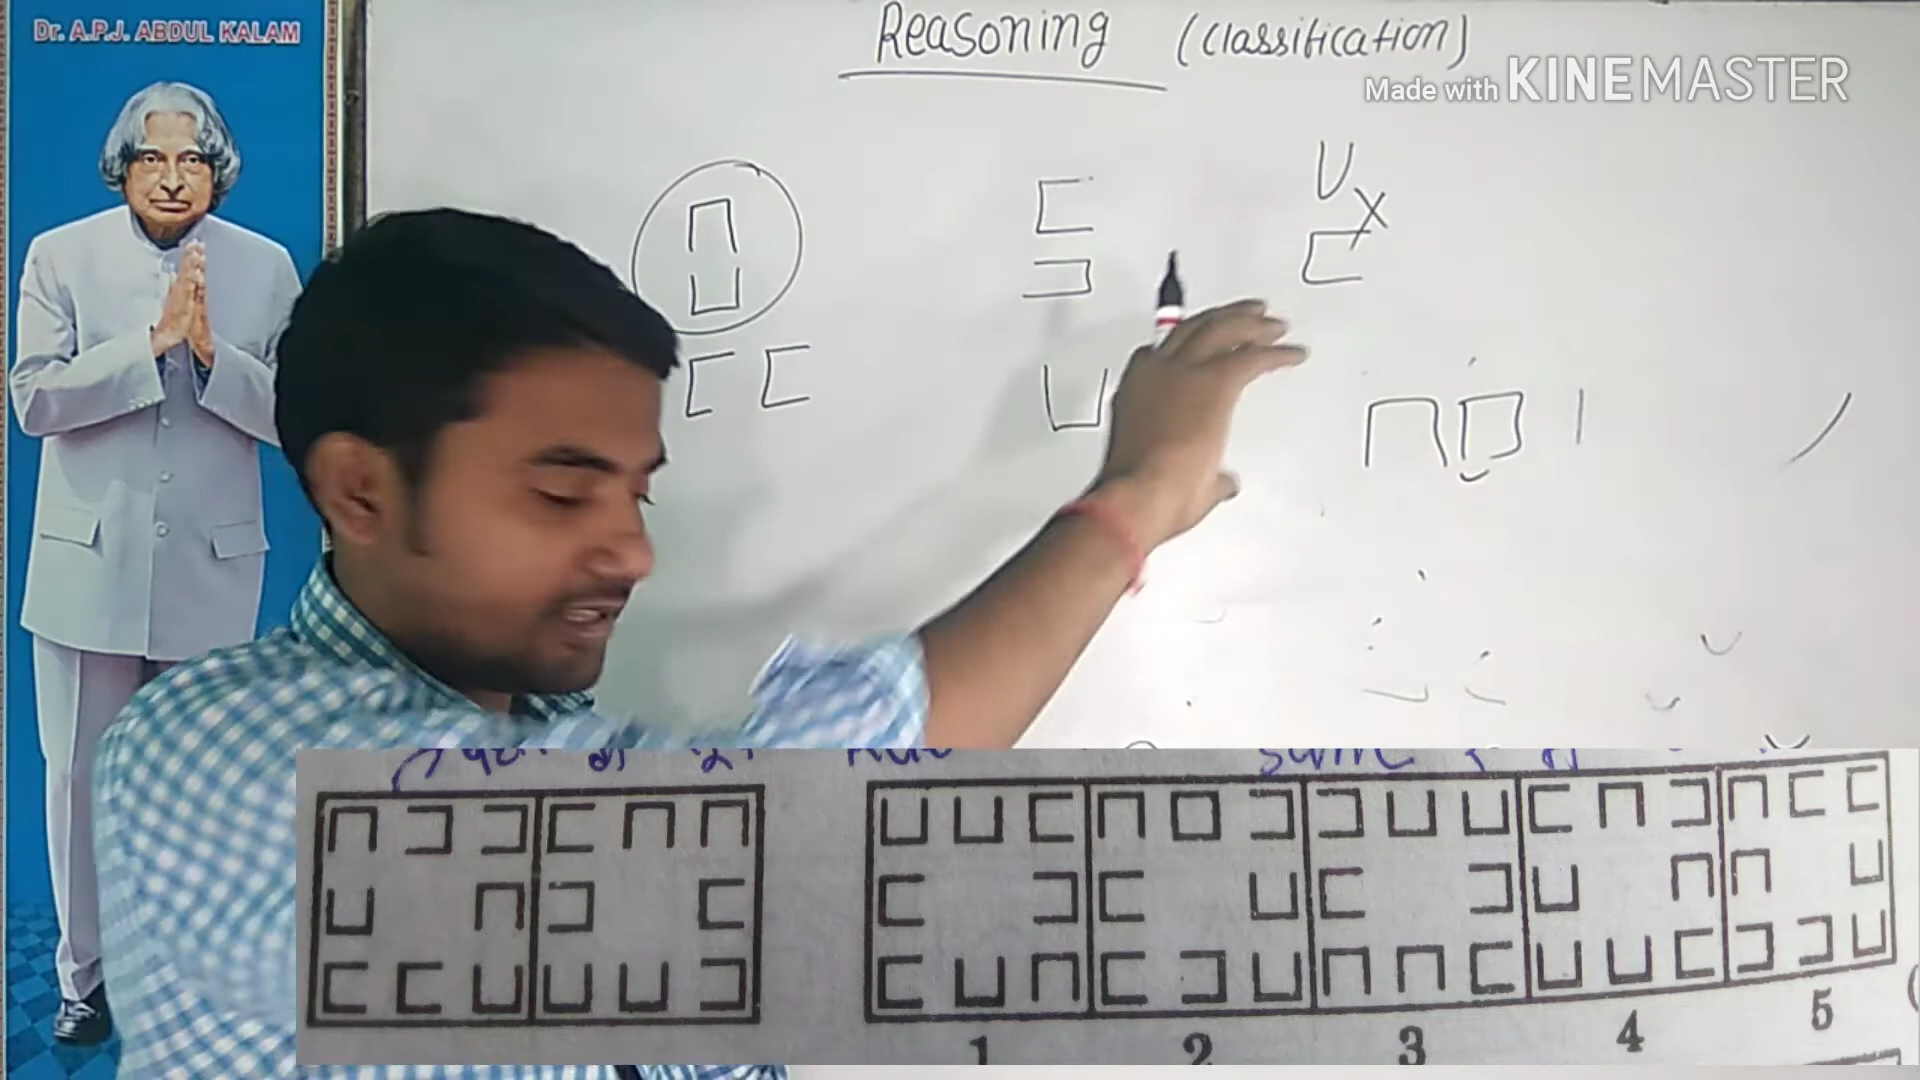 Dr. A.P.J. ABDUL KALAM
Reasoning (classification)
Made with KINEMASTER
1 2 3 4 5